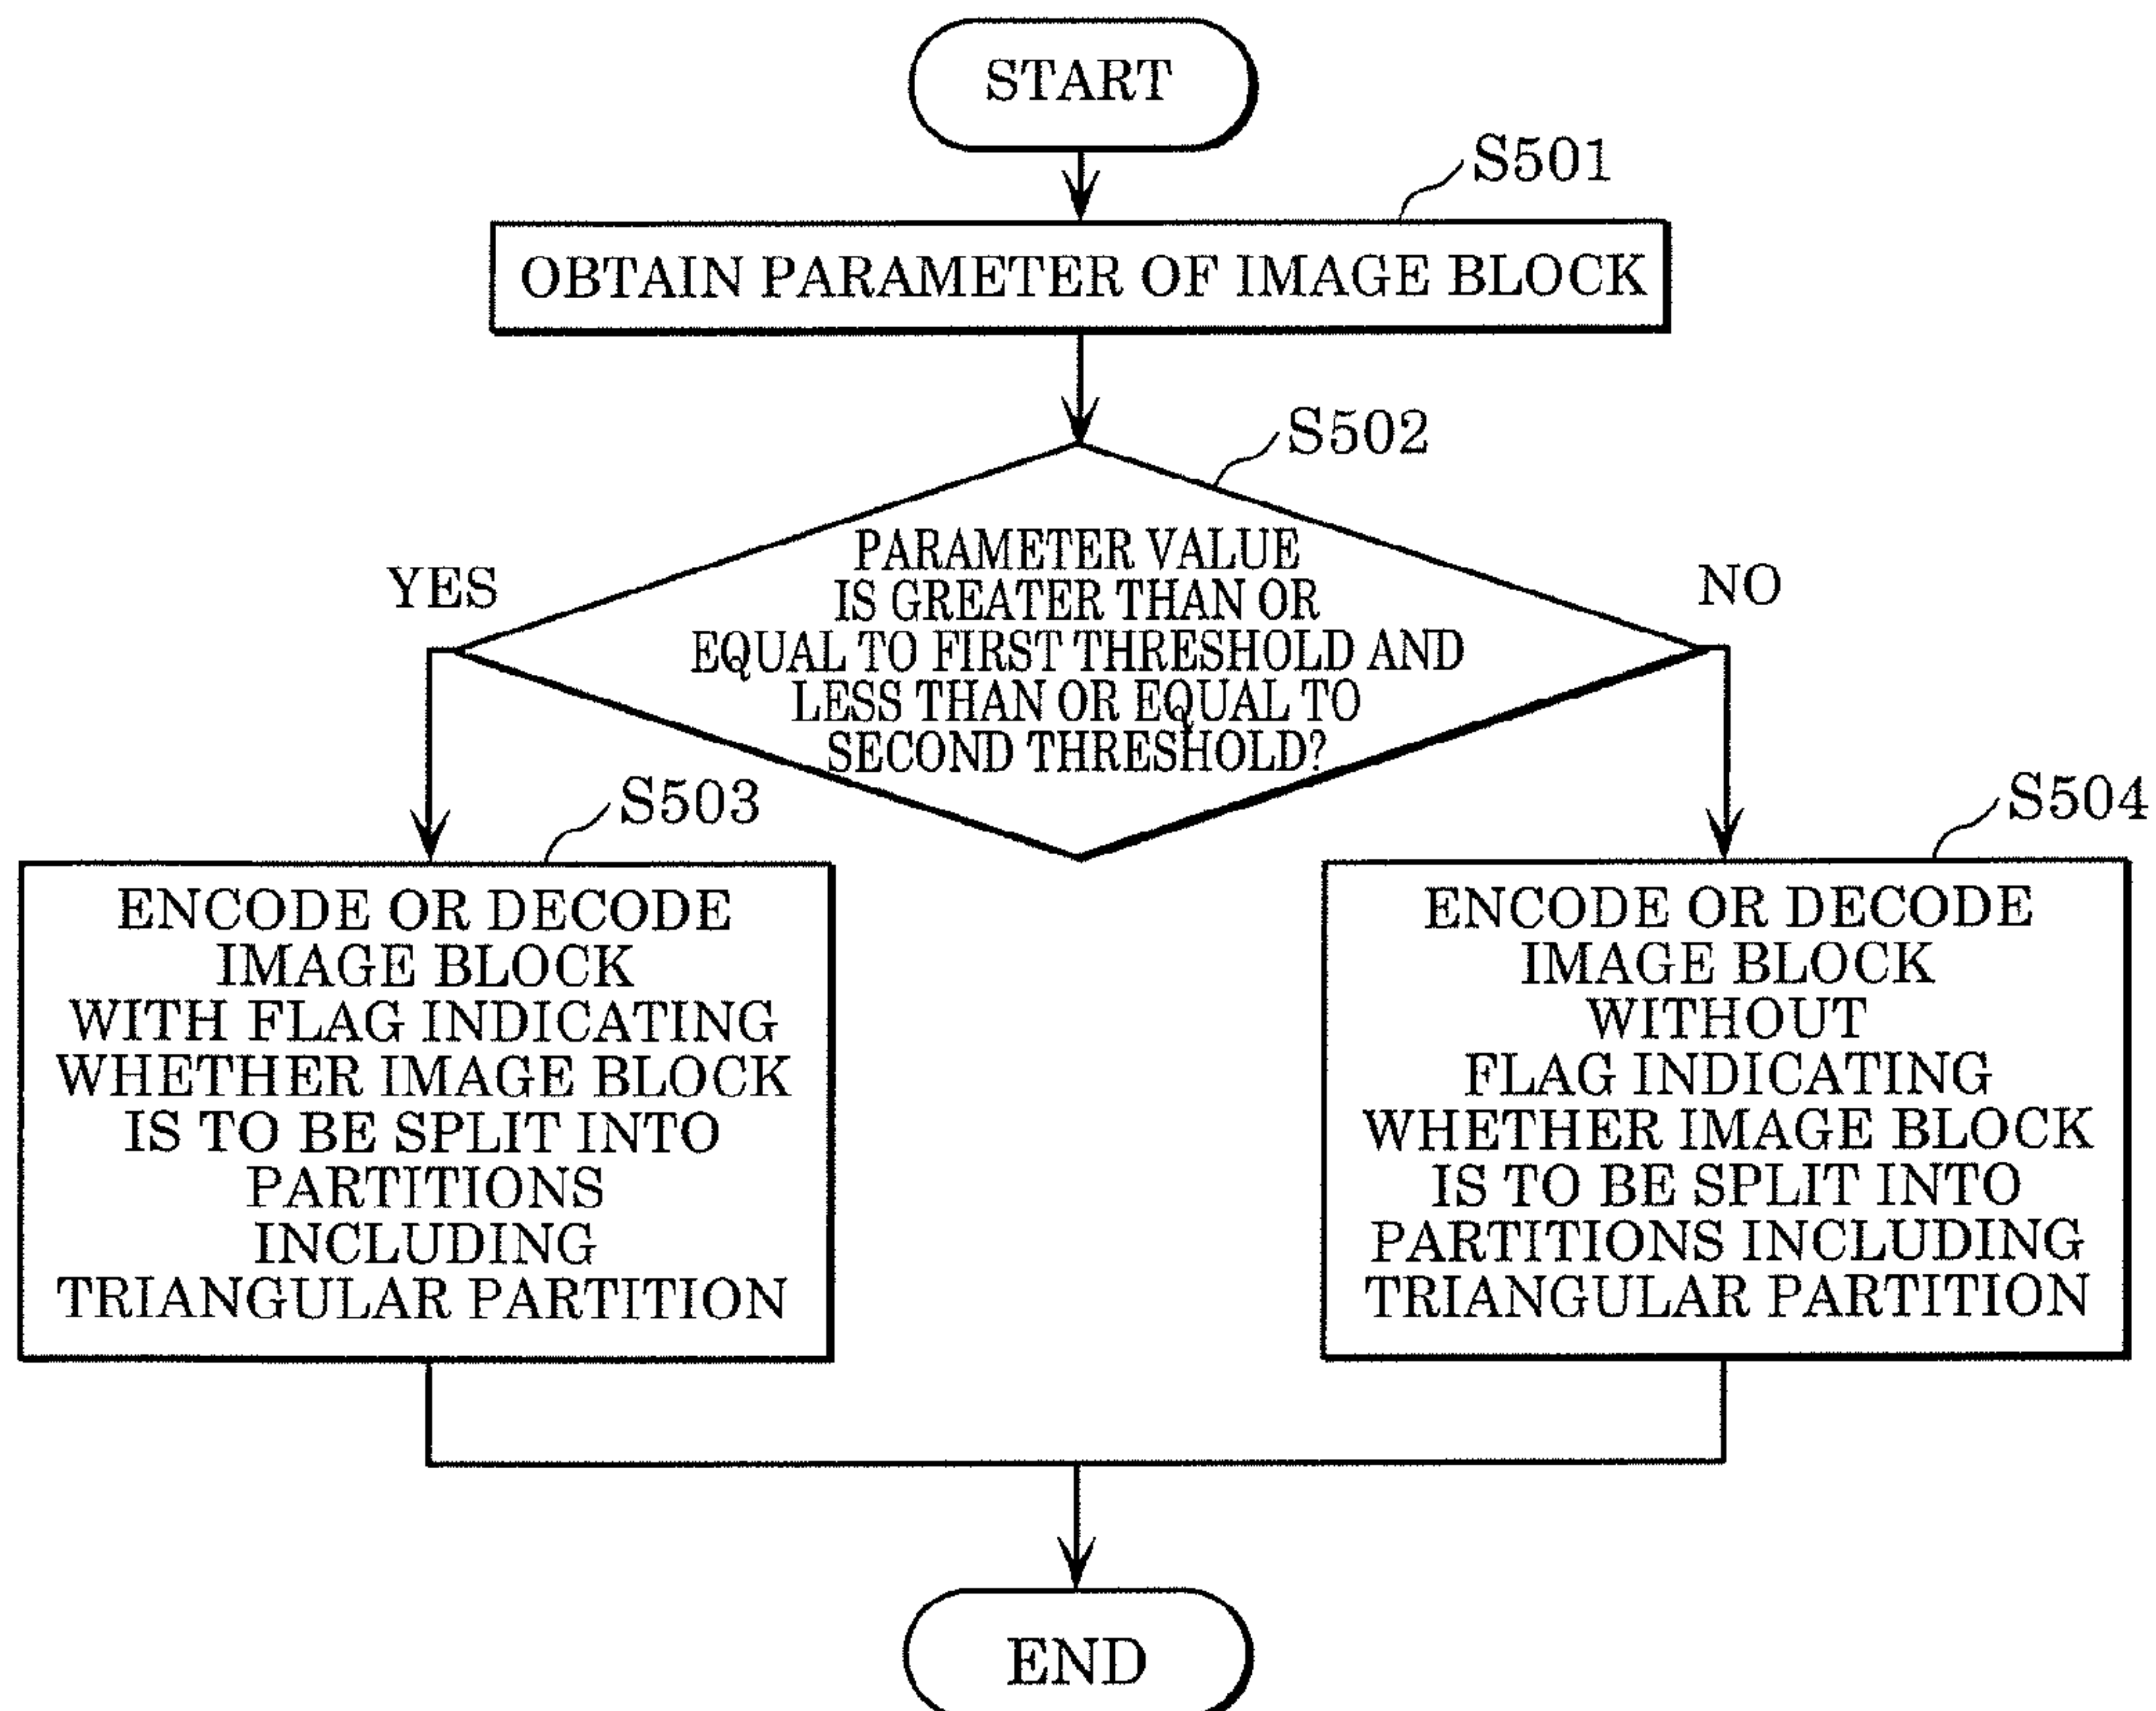 START
S501
OBTAIN PARAMETER OF IMAGE BLOCK
S502
PARAMETER VALUE
IS GREATER THAN OR
EQUAL TO FIRST THRESHOLD AND
LESS THAN OR EQUAL TO
SECOND THRESHOLD?
YES
NO
S503
ENCODE OR DECODE
IMAGE BLOCK
WITH FLAG INDICATING
WHETHER IMAGE BLOCK
IS TO BE SPLIT INTO
PARTITIONS
INCLUDING
TRIANGULAR PARTITION
S504
ENCODE OR DECODE
IMAGE BLOCK
WITHOUT
FLAG INDICATING
WHETHER IMAGE BLOCK
IS TO BE SPLIT INTO
PARTITIONS INCLUDING
TRIANGULAR PARTITION
END